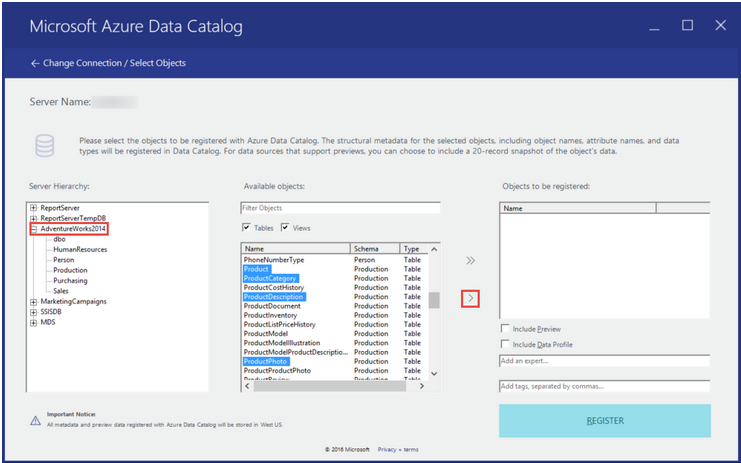 Microsoft Azure Data Catalog
Change Connection / Select Objects
Server Name:
Please select the objects to be registered with Azure Data Catalog. The structural metadata for the selected objects, including object names, attribute names, and data
types will be registered in Data Catalog. For data sources that support previews, you can choose to include a 20-record snapshot of the object's data.
Server Hierarchy:
ReportServer
ReportServerTempDB
AdventureWorks2014
dbo
HumanResources
Person
Production
Purchasing
Sales
MarketingCampaigns
SSISDB
MDS
Available objects:
Filter Objects
Tables Views
Name Schema Type
PhoneNumberType Person Table
Product Production Table
ProductCategory Production Table
ProductCostHistory Production Table
ProductDescription Production Table
ProductDocument Production Table
ProductInventory Production Table
ProductListPriceHistory Production Table
ProductModel Production Table
ProductModelIllustration Production Table
ProductModelProductDescriptio... Production Table
ProductPhoto Production Table
ProductProductPhoto Production Table
ProductReview Production Table
Objects to be registered:
Name
Include Preview
Include Data Profile
Add an expert...
Add tags, separated by commas...
REGISTER
Important Notice:
All metadata and preview data registered with Azure Data Catalog will be stored in West US.
© 2016 Microsoft Privacy + terms